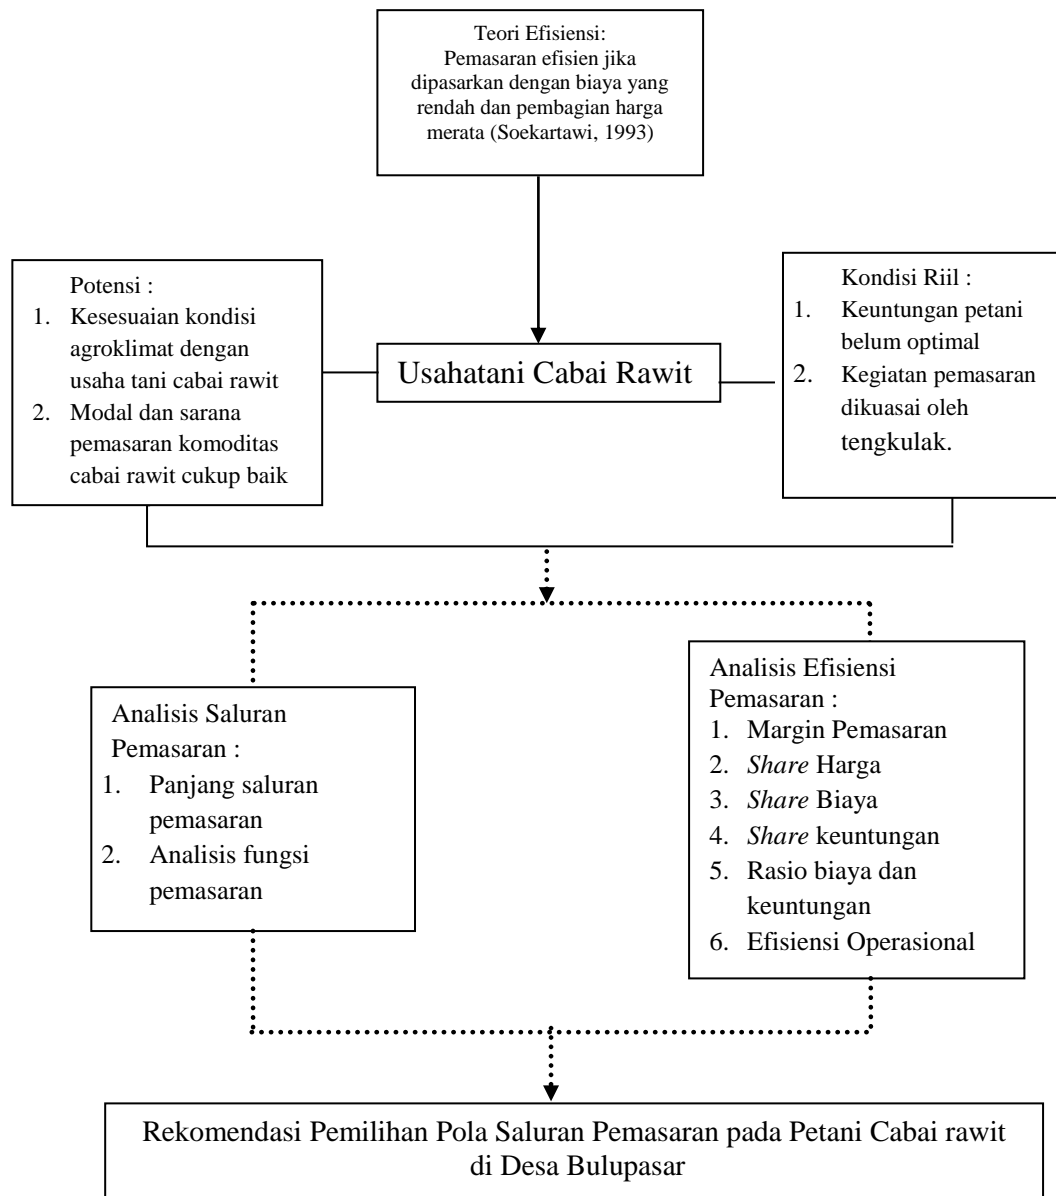 Teori Efisiensi:
Pemasaran efisien jika
dipasarkan dengan biaya yang
rendah dan pembagian harga
merata (Soekartawi, 1993)
Potensi :
1. Kesesuaian kondisi
agroklimat dengan
usaha tani cabai rawit
2. Modal dan sarana
pemasaran komoditas
cabai rawit cukup baik
Usahatani Cabai Rawit
Kondisi Riil :
1. Keuntungan petani
belum optimal
2. Kegiatan pemasaran
dikuasai oleh
tengkulak.
Analisis Saluran
Pemasaran :
1. Panjang saluran
pemasaran
2. Analisis fungsi
pemasaran
Analisis Efisiensi
Pemasaran :
1. Margin Pemasaran
2. Share Harga
3. Share Biaya
4. Share keuntungan
5. Rasio biaya dan
keuntungan
6. Efisiensi Operasional
Rekomendasi Pemilihan Pola Saluran Pemasaran pada Petani Cabai rawit
di Desa Bulupasar